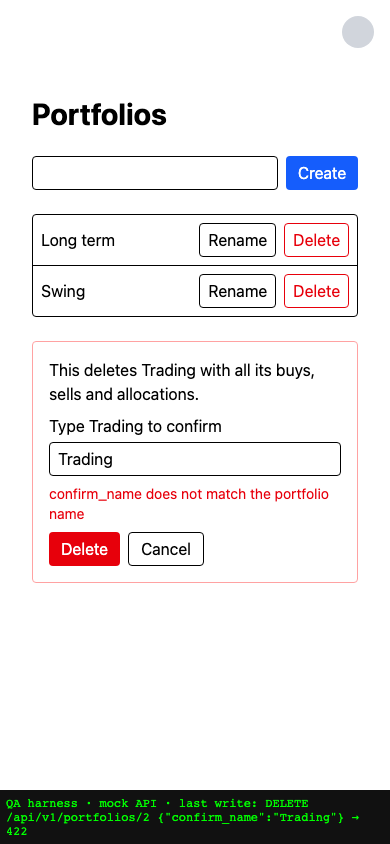 Portfolios
Create
Long term Rename Delete
Swing Rename Delete
This deletes Trading with all its buys,
sells and allocations.
Type Trading to confirm
Trading
confirm_name does not match the portfolio
name
Delete Cancel
QA harness · mock API · last write: DELETE
/api/v1/portfolios/2 {"confirm_name":"Trading"} →
422